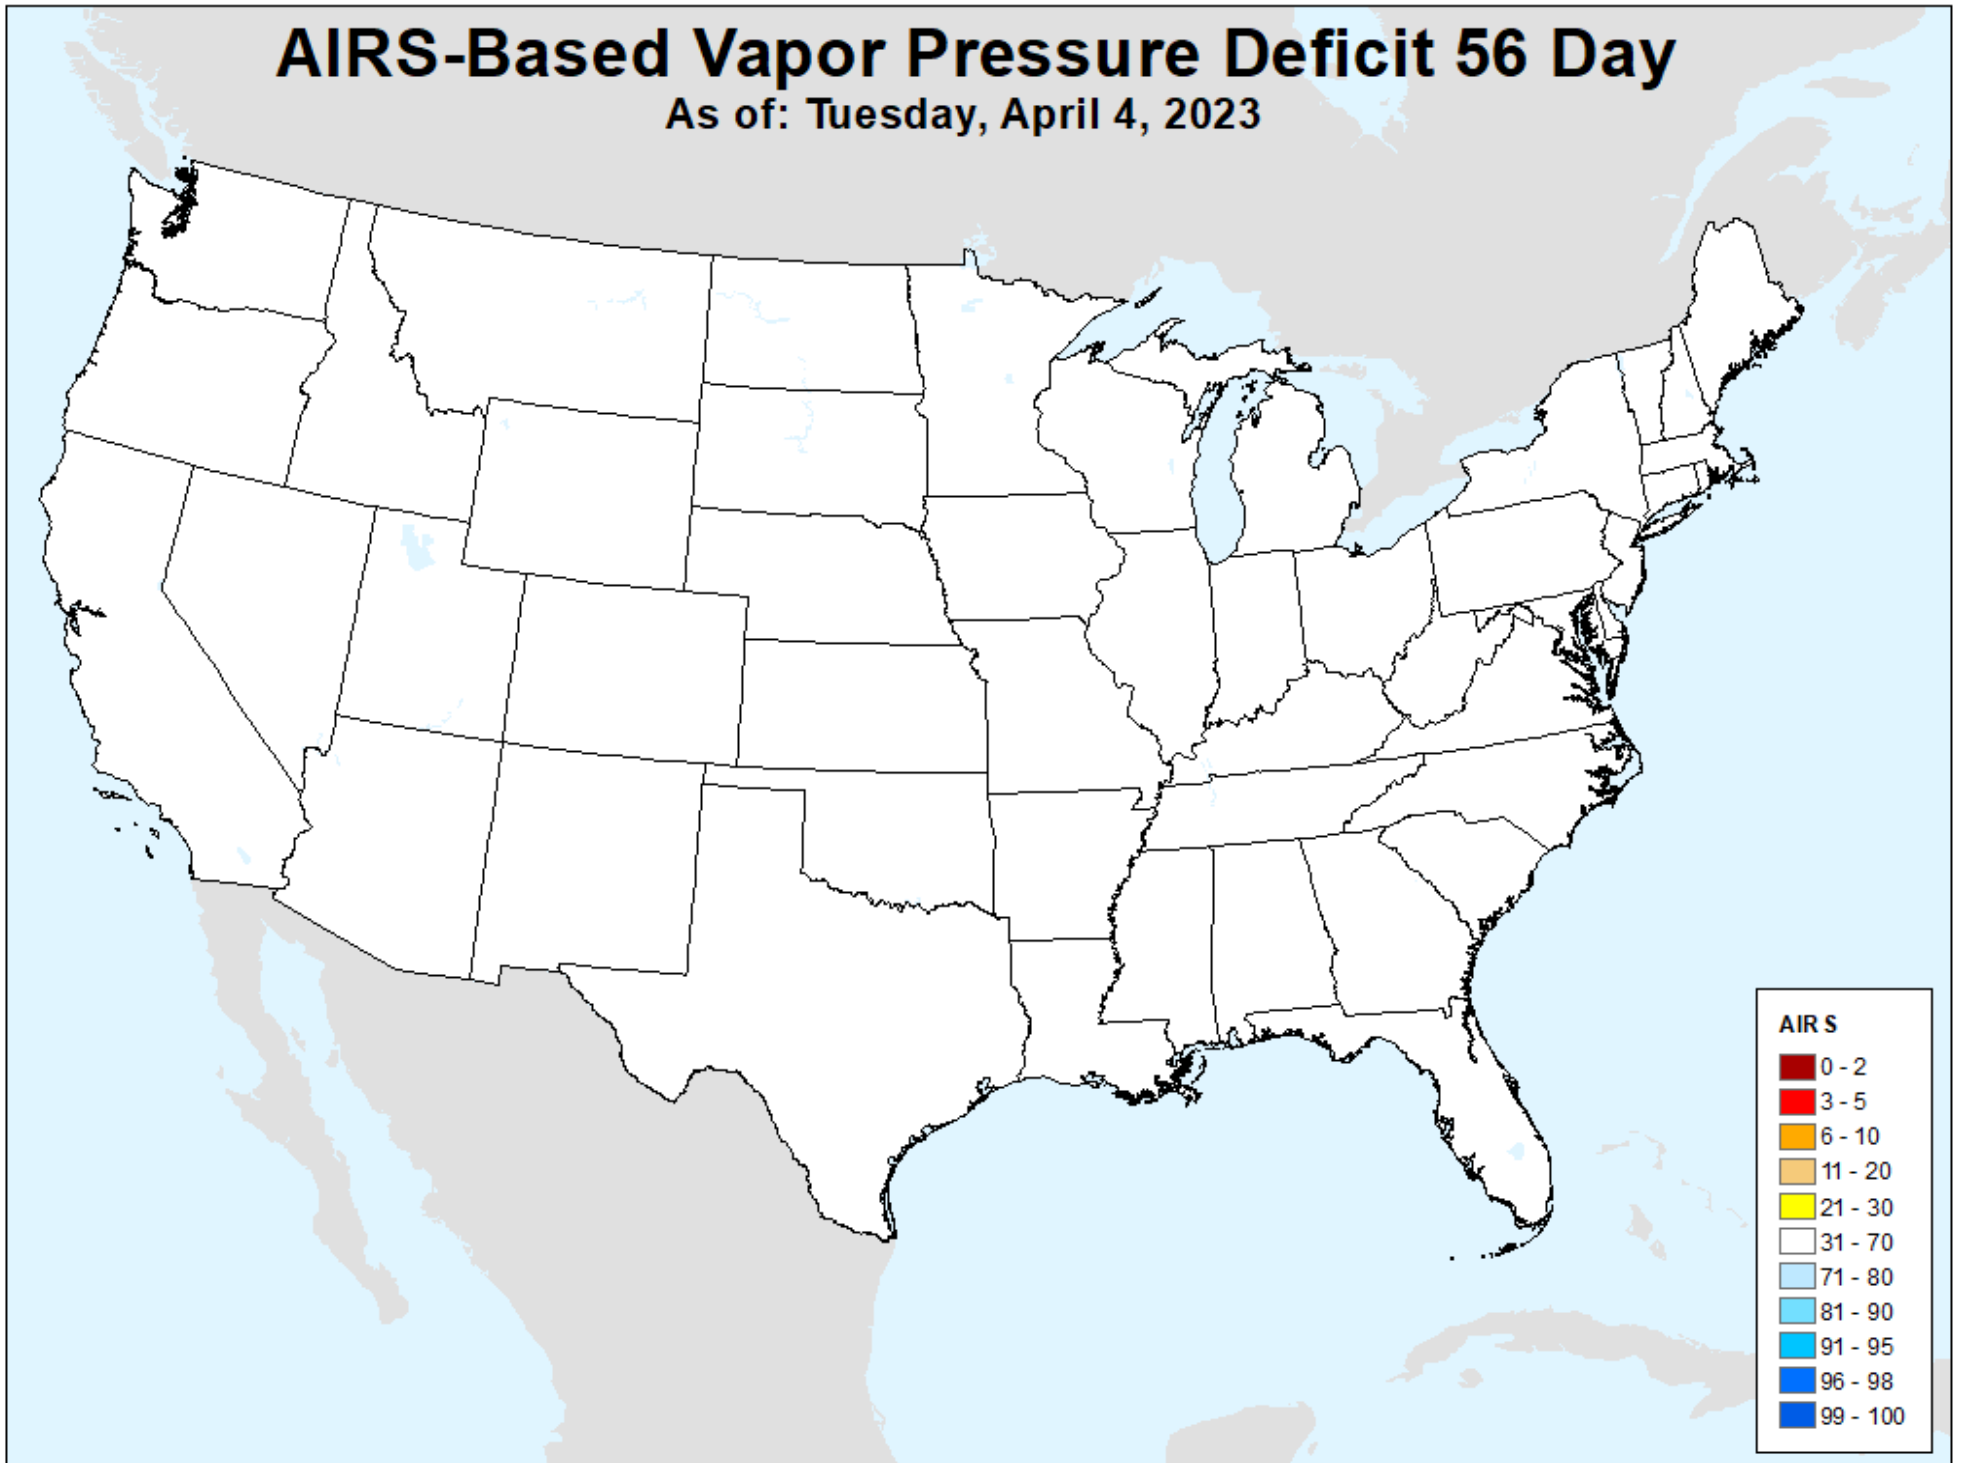 AIRS-Based Vapor Pressure Deficit 56 Day
As of: Tuesday, April 4, 2023
AIRS
0 - 2
3 - 5
6 - 10
11 - 20
21 - 30
31 - 70
71 - 80
81 - 90
91 - 95
96 - 98
99 - 100